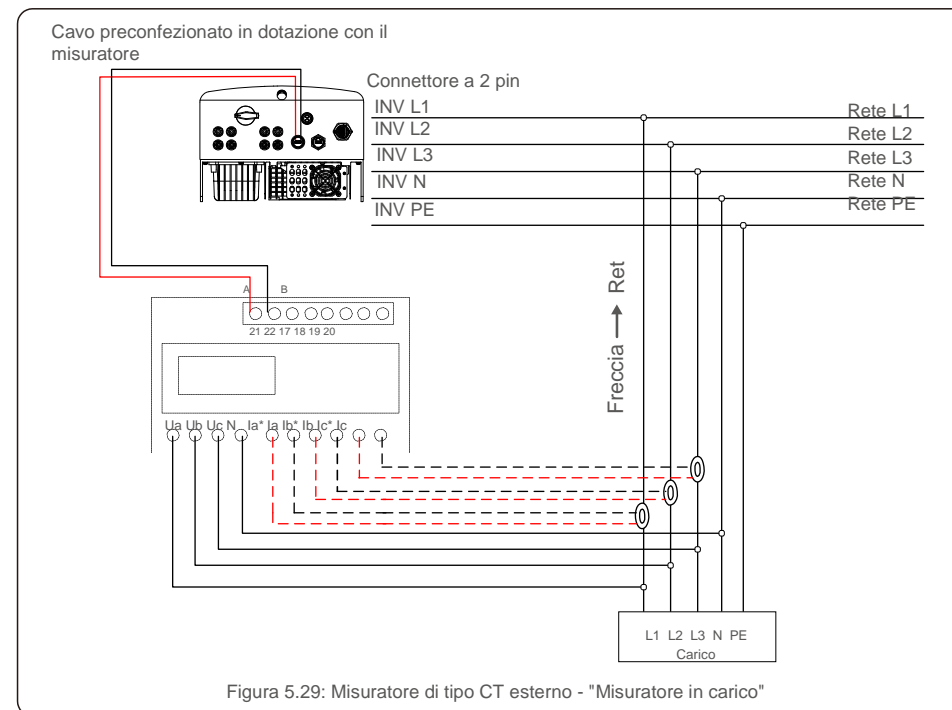 Cavo preconfezionato in dotazione con il
misuratore
Connettore a 2 pin
INV L1
Rete L1
INV L2
Rete L2
INV L3
Rete L3
INV N
Rete N
INV PE
Rete PE
Freccia → Ret
A B
21 22 17 18 19 20
Ua Ub Uc N Ia* Ia Ib* Ib Ic* Ic
L1 L2 L3 N PE
Carico
Figura 5.29: Misuratore di tipo CT esterno - "Misuratore in carico"